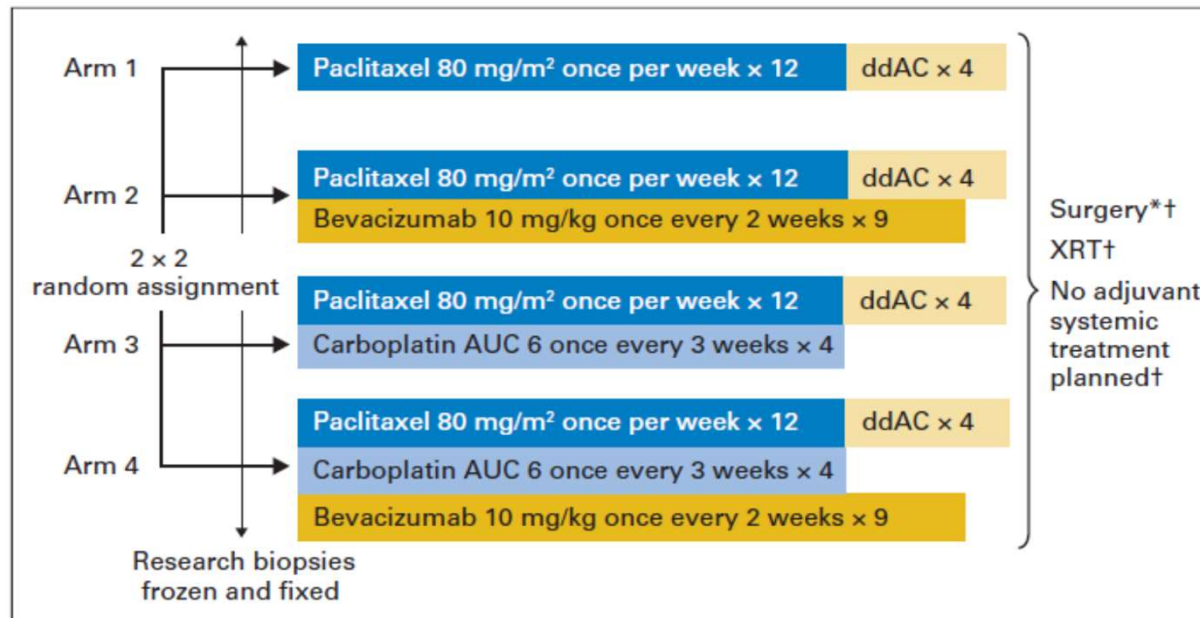 Arm 1
Paclitaxel 80 mg/m² once per week × 12
ddAC × 4
Arm 2
Paclitaxel 80 mg/m² once per week × 12
ddAC × 4
Bevacizumab 10 mg/kg once every 2 weeks × 9
2 × 2
random assignment
Arm 3
Paclitaxel 80 mg/m² once per week × 12
ddAC × 4
Carboplatin AUC 6 once every 3 weeks × 4
Arm 4
Paclitaxel 80 mg/m² once per week × 12
ddAC × 4
Carboplatin AUC 6 once every 3 weeks × 4
Bevacizumab 10 mg/kg once every 2 weeks × 9
Research biopsies
frozen and fixed
Surgery*†
XRT†
No adjuvant
systemic
treatment
planned†